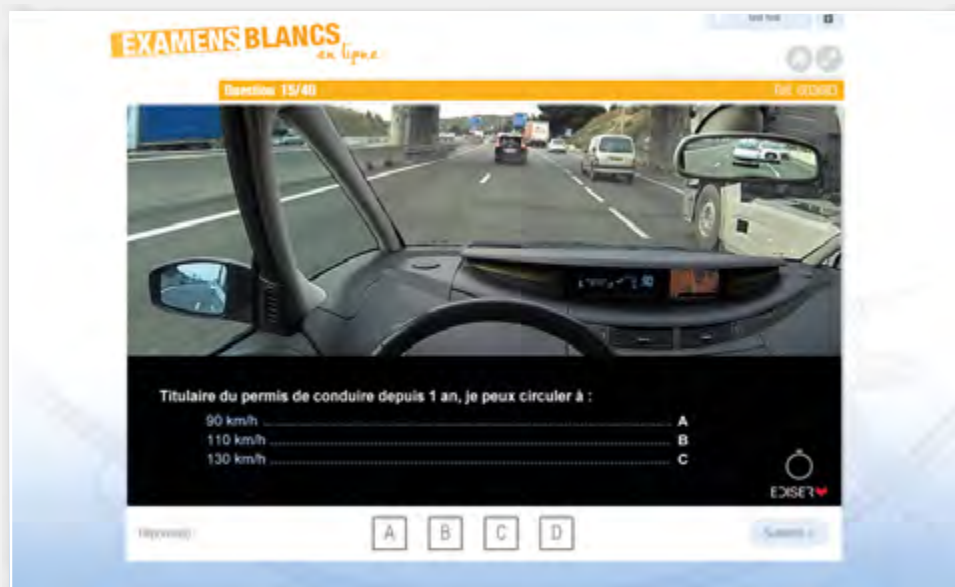 EXAMENS BLANCS
en ligne
Question 15/40
90
Titulaire du permis de conduire depuis 1 an, je peux circuler à :
90 km/h A
110 km/h B
130 km/h C
EDISER
A B C D